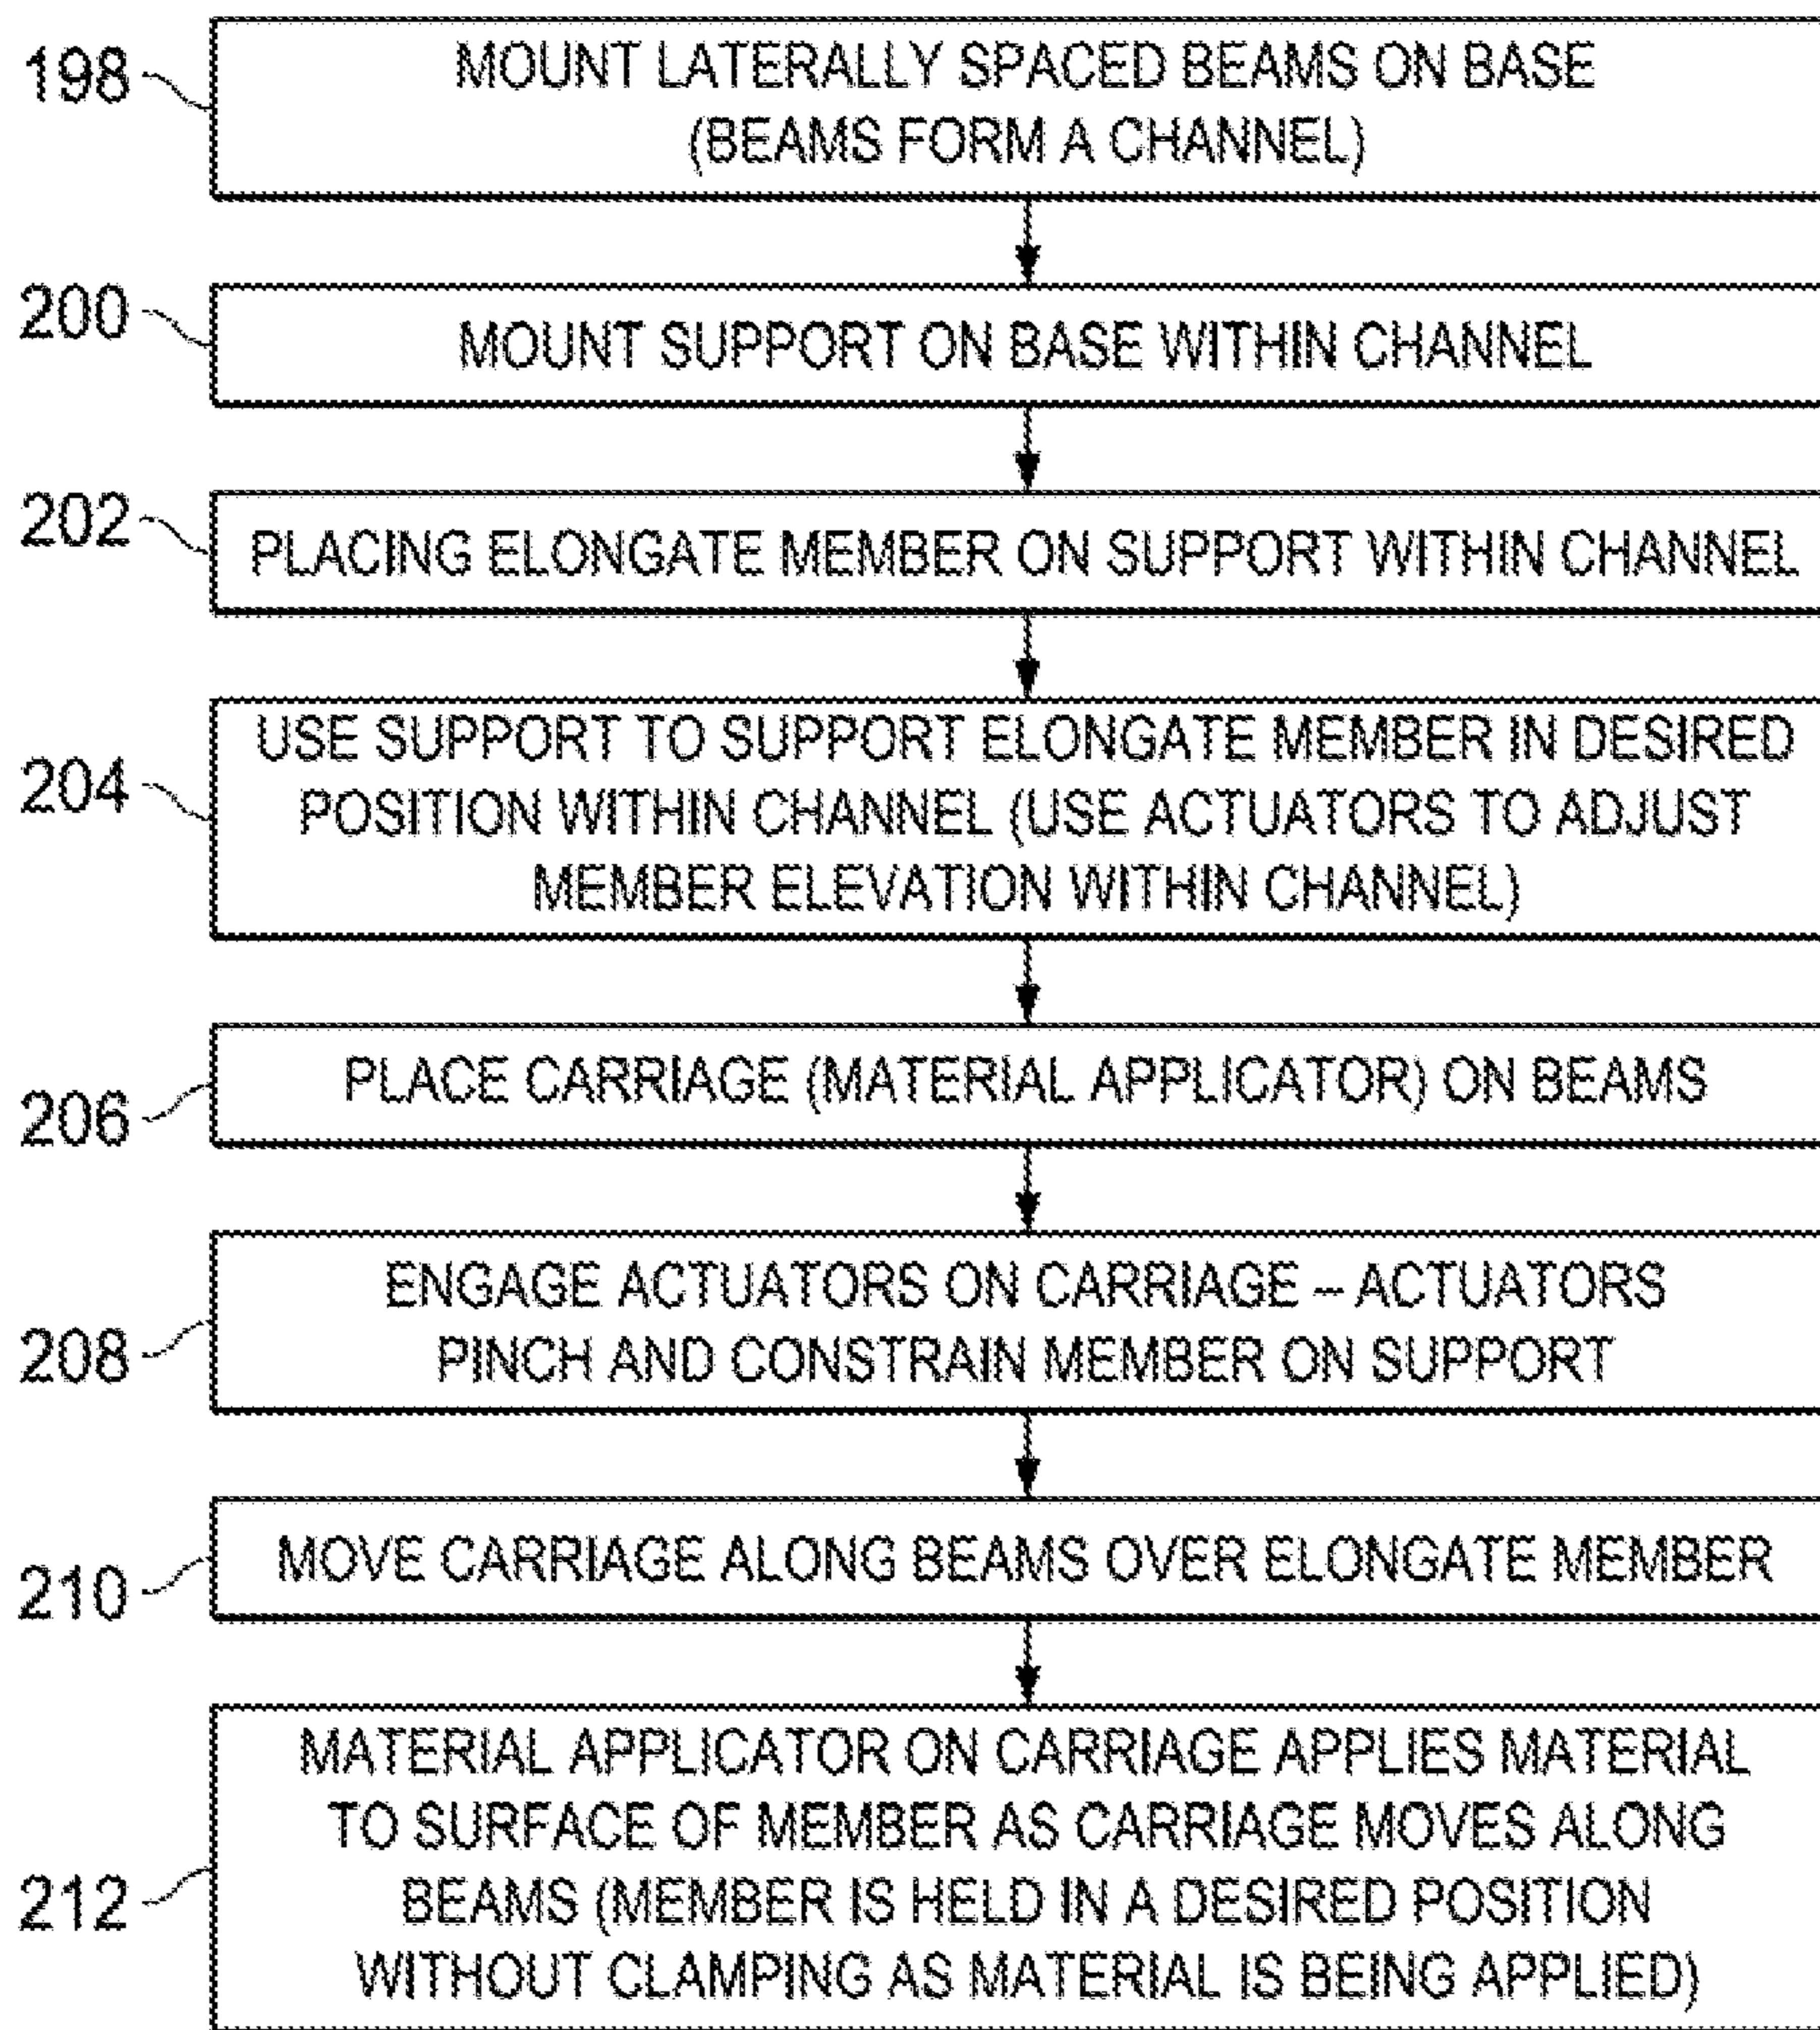 198
MOUNT LATERALLY SPACED BEAMS ON BASE
(BEAMS FORM A CHANNEL)
200
MOUNT SUPPORT ON BASE WITHIN CHANNEL
202
PLACING ELONGATE MEMBER ON SUPPORT WITHIN CHANNEL
204
USE SUPPORT TO SUPPORT ELONGATE MEMBER IN DESIRED
POSITION WITHIN CHANNEL (USE ACTUATORS TO ADJUST
MEMBER ELEVATION WITHIN CHANNEL)
206
PLACE CARRIAGE (MATERIAL APPLICATOR) ON BEAMS
208
ENGAGE ACTUATORS ON CARRIAGE -- ACTUATORS
PINCH AND CONSTRAIN MEMBER ON SUPPORT
210
MOVE CARRIAGE ALONG BEAMS OVER ELONGATE MEMBER
212
MATERIAL APPLICATOR ON CARRIAGE APPLIES MATERIAL
TO SURFACE OF MEMBER AS CARRIAGE MOVES ALONG
BEAMS (MEMBER IS HELD IN A DESIRED POSITION
WITHOUT CLAMPING AS MATERIAL IS BEING APPLIED)